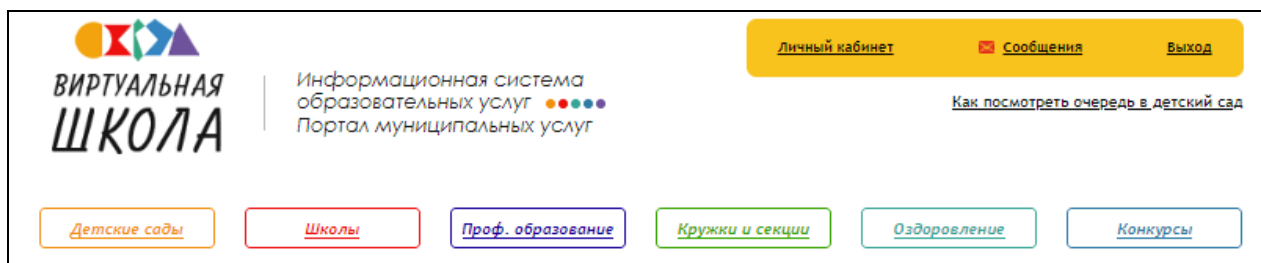 ВИРТУАЛЬНАЯ
ШКОЛА
Информационная система
образовательных услуг
Портал муниципальных услуг
Личный кабинет
Сообщения
Выход
Как посмотреть очередь в детский сад
Детские сады
Школы
Проф. образование
Кружки и секции
Оздоровление
Конкурсы